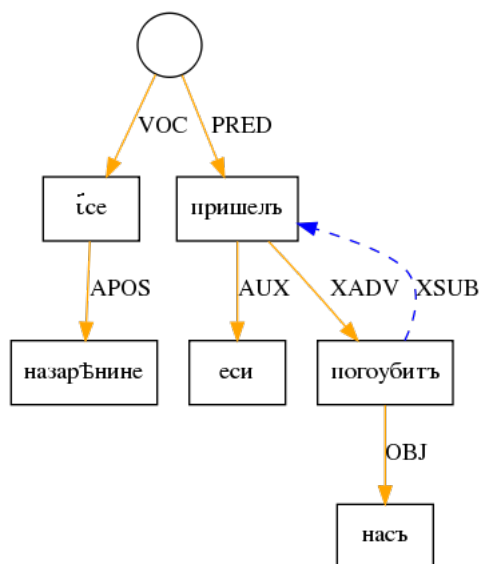 VOC PRED
и҃се пришелъ
APOS AUX XADV XSUB
назарѣнине еси погоубитъ
OBJ
насъ